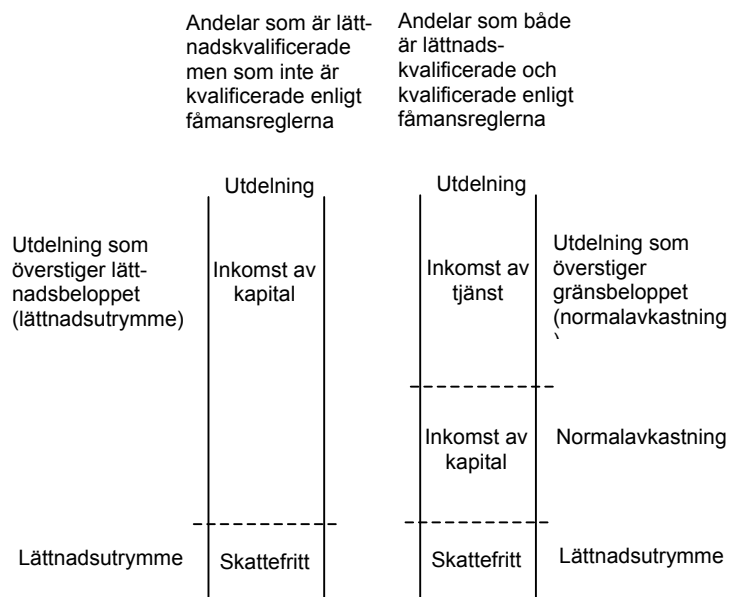 Andelar som är lätt-
nadskvalificerade
men som inte är
kvalificerade enligt
fåmansreglerna
Andelar som både
är lättnads-
kvalificerade och
kvalificerade enligt
fåmansreglerna
Utdelning
Utdelning
Utdelning som
överstiger lätt-
nadsbeloppet
(lättnadsutrymme)
Inkomst av
kapital
Inkomst av
tjänst
Utdelning som
överstiger
gränsbeloppet
(normalavkastning
)
Inkomst av
kapital
Normalavkastning
Lättnadsutrymme
Skattefritt
Skattefritt
Lättnadsutrymme